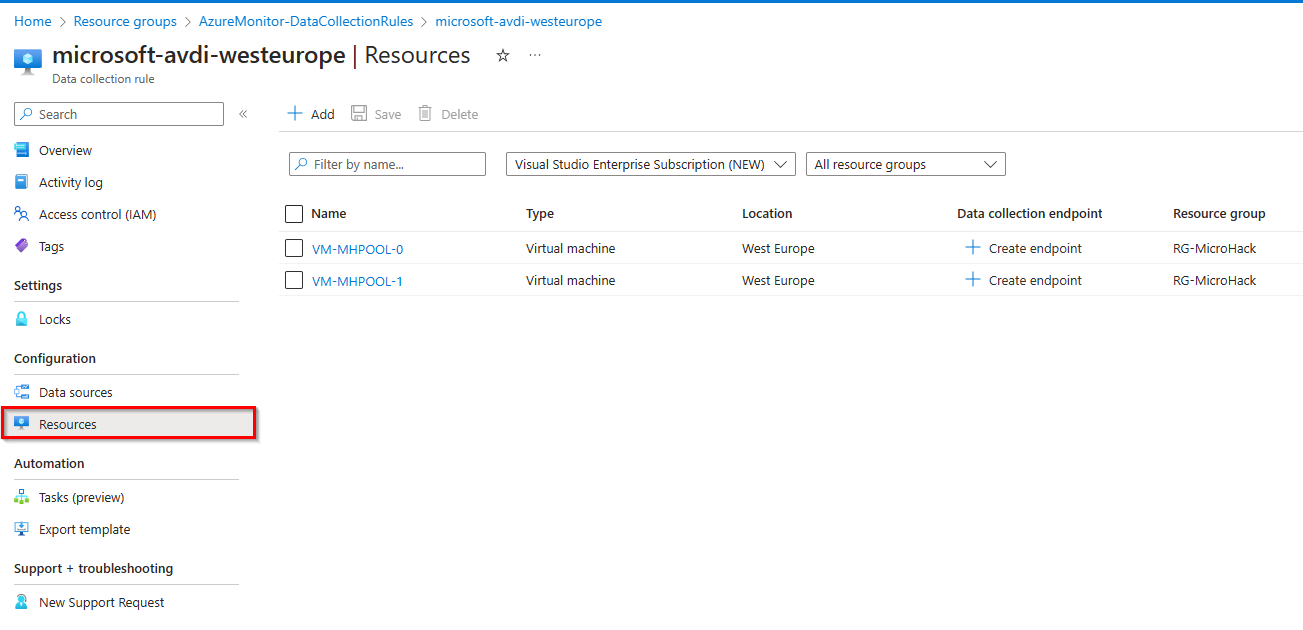 Home > Resource groups > AzureMonitor-DataCollectionRules > microsoft-avdi-westeurope
microsoft-avdi-westeurope | Resources
Data collection rule
Search
Overview
Activity log
Access control (IAM)
Tags
Settings
Locks
Configuration
Data sources
Resources
Automation
Tasks (preview)
Export template
Support + troubleshooting
New Support Request
Add Save Delete
Filter by name... Visual Studio Enterprise Subscription (NEW) All resource groups
Name Type Location Data collection endpoint Resource group
VM-MHPOOL-0 Virtual machine West Europe Create endpoint RG-MicroHack
VM-MHPOOL-1 Virtual machine West Europe Create endpoint RG-MicroHack